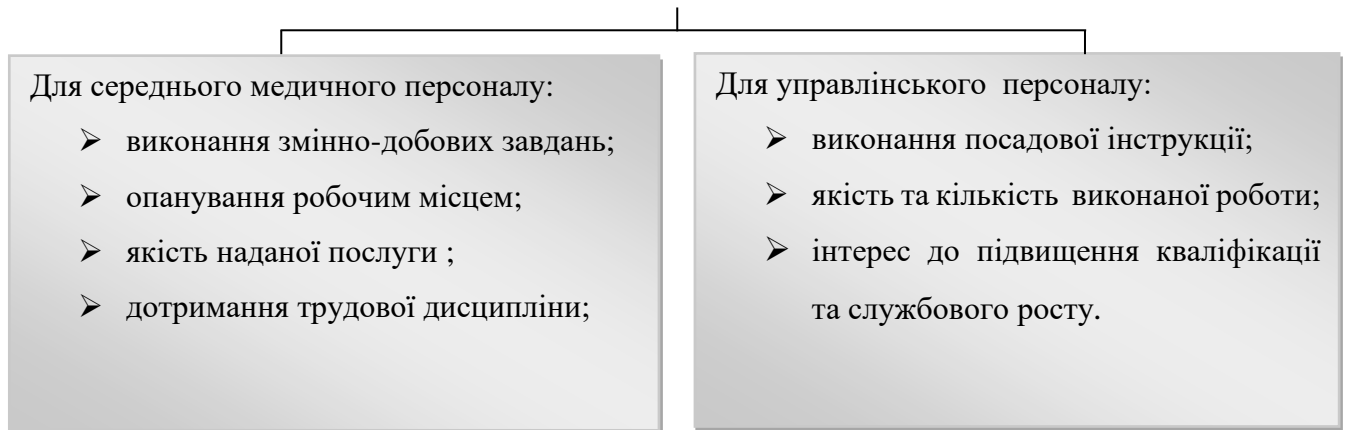 Для середнього медичного персоналу:
➢ виконання змінно-добових завдань;
➢ опанування робочим місцем;
➢ якість наданої послуги ;
➢ дотримання трудової дисципліни;
Для управлінського персоналу:
➢ виконання посадової інструкції;
➢ якість та кількість виконаної роботи;
➢ інтерес до підвищення кваліфікації
та службового росту.